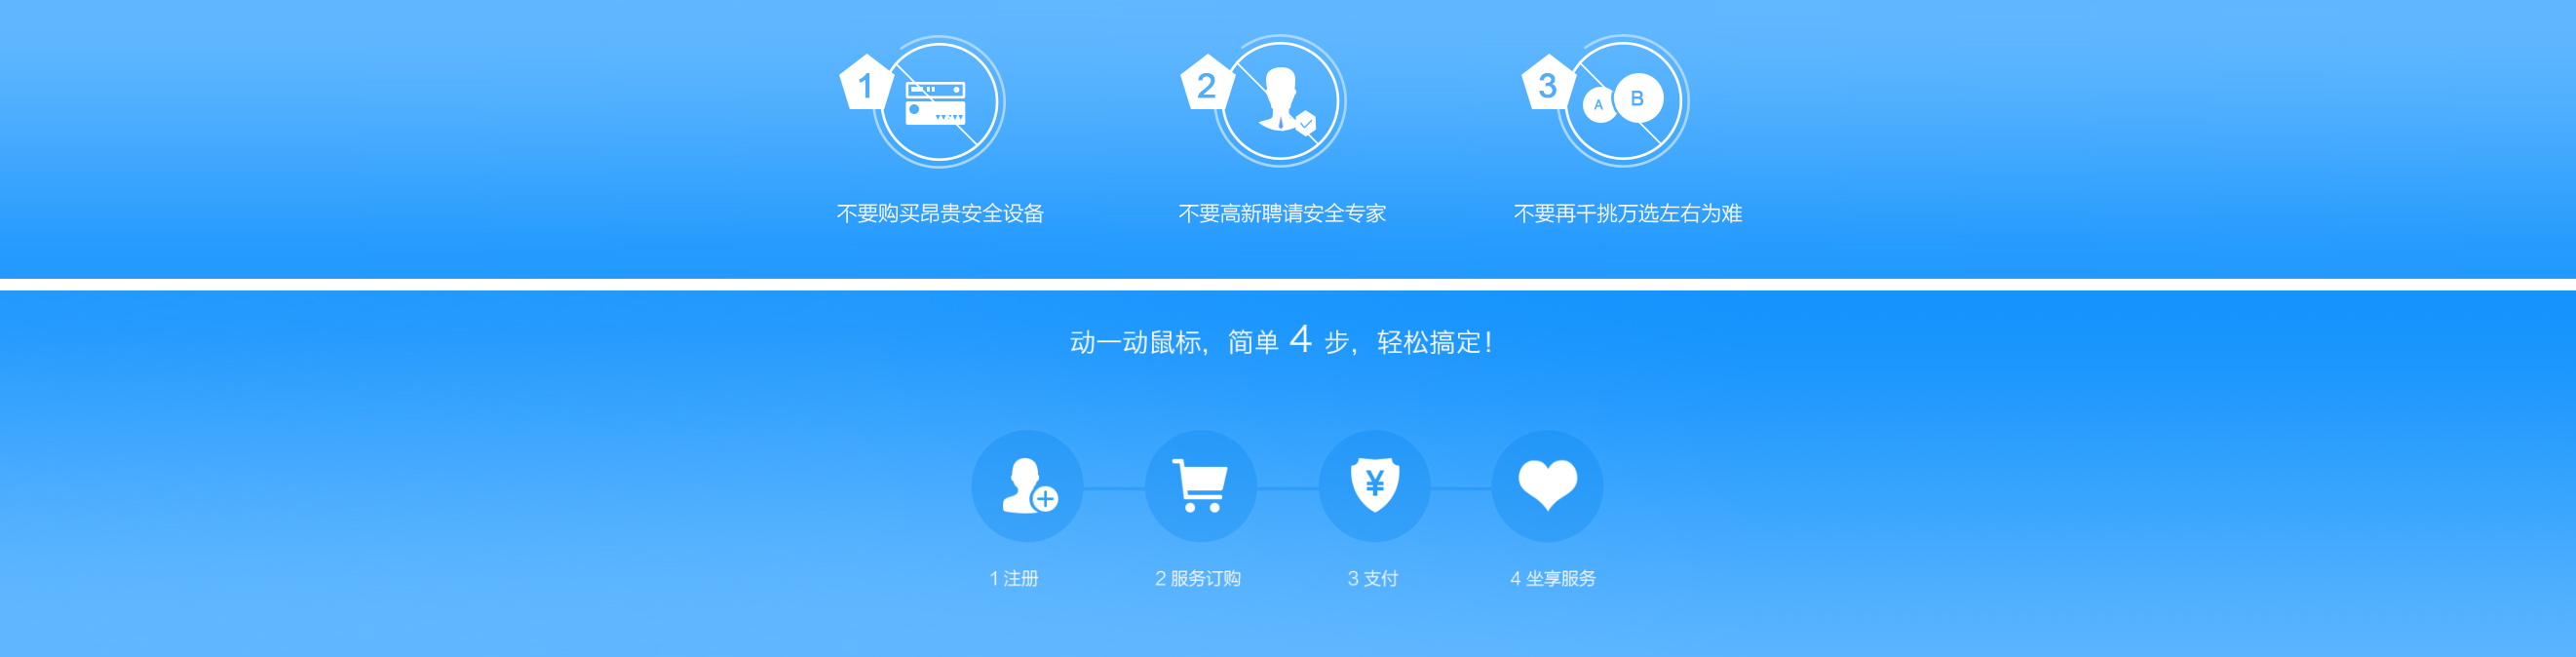 1
2
3
A
B
不要购买昂贵安全设备
不要高新聘请安全专家
不要再千挑万选左右为难
动一动鼠标，简单 4 步，轻松搞定！
¥
1 注册
2 服务订购
3 支付
4 坐享服务